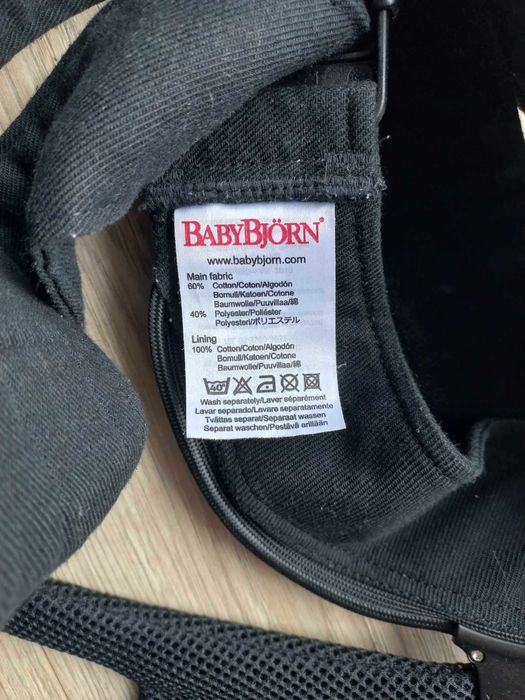 BABYBJÖRN®
www.babybjorn.com
Main fabric
60% Cotton/Coton/Algodón
Bomull/Katoen/Cotone
Baumwolle/Puuvillaa/綿
40% Polyester/Poliéster
Polyesteri/ポリエステル
Lining
100% Cotton/Coton/Algodón
Bomull/Katoen/Cotone
Baumwolle/Puuvillaa/綿
40°
Wash separately/Laver séparément
Lavar separado/Lavare separatamente
Tvättas separat/Separaat wassen
Separat waschen/Pestävä erillään